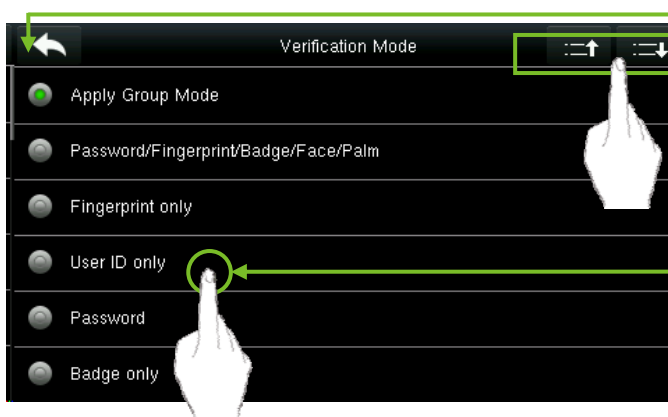 Verification Mode
Apply Group Mode
Password/Fingerprint/Badge/Face/Palm
Fingerprint only
User ID only
Password
Badge only